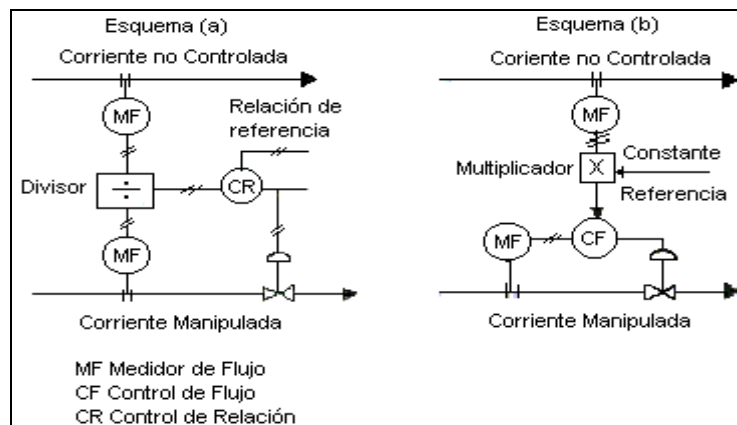 Esquema (a)
Corriente no Controlada
MF
Relación de
referencia
Divisor
÷
CR
MF
Corriente Manipulada
MF Medidor de Flujo
CF Control de Flujo
CR Control de Relación
Esquema (b)
Coriente no Controlada
MF
Multiplicador
X
Constante
Referencia
MF
CF
Corriente Manipulada